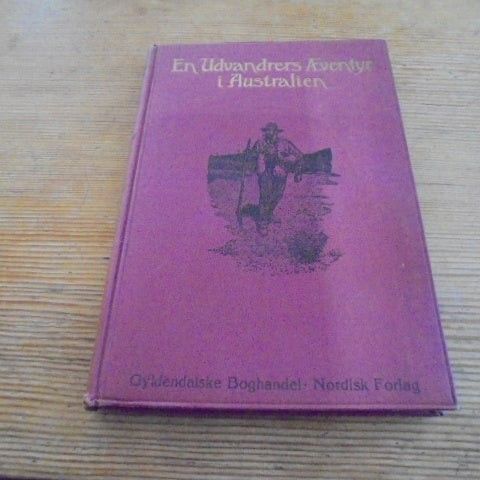 En Udvandrers Æventyr
i Australien
Gyldendalske Boghandel · Nordisk Forlag